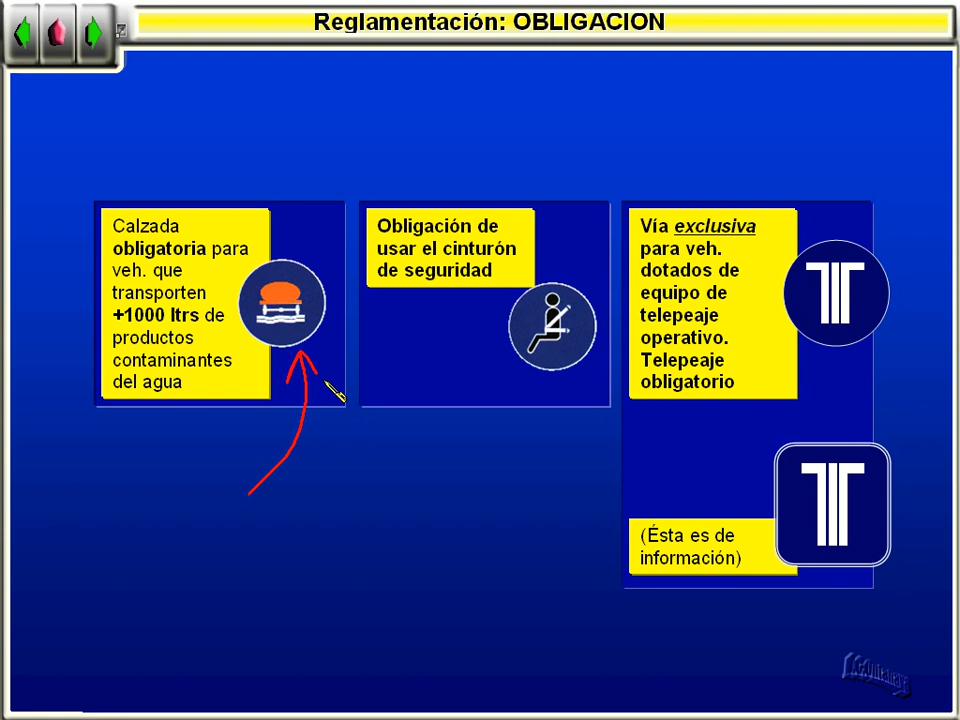 Reglamentación: OBLIGACION
Calzada
obligatoria para
veh. que
transporten
+1000 ltrs de
productos
contaminantes
del agua
Obligación de
usar el cinturón
de seguridad
Vía exclusiva
para veh.
dotados de
equipo de
telepeaje
operativo.
Telepeaje
obligatorio
T
(Ésta es de
información)
T